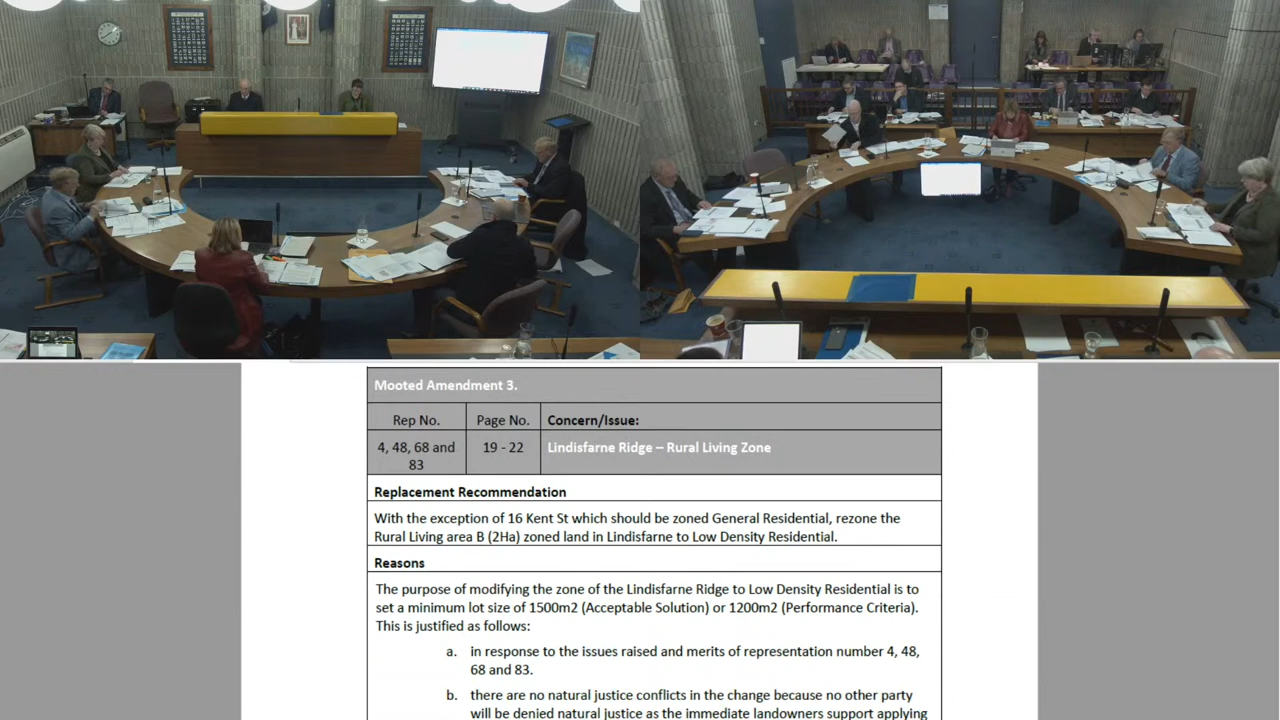 Mooted Amendment 3.
Rep No.
Page No.
Concern/Issue:
4, 48, 68 and
83
19 - 22
Lindisfarne Ridge – Rural Living Zone
Replacement Recommendation
With the exception of 16 Kent St which should be zoned General Residential, rezone the
Rural Living area B (2Ha) zoned land in Lindisfarne to Low Density Residential.
Reasons
The purpose of modifying the zone of the Lindisfarne Ridge to Low Density Residential is to
set a minimum lot size of 1500m2 (Acceptable Solution) or 1200m2 (Performance Criteria).
This is justified as follows:
a. in response to the issues raised and merits of representation number 4, 48,
68 and 83.
b. there are no natural justice conflicts in the change because no other party
will be denied natural justice as the immediate landowners support applying